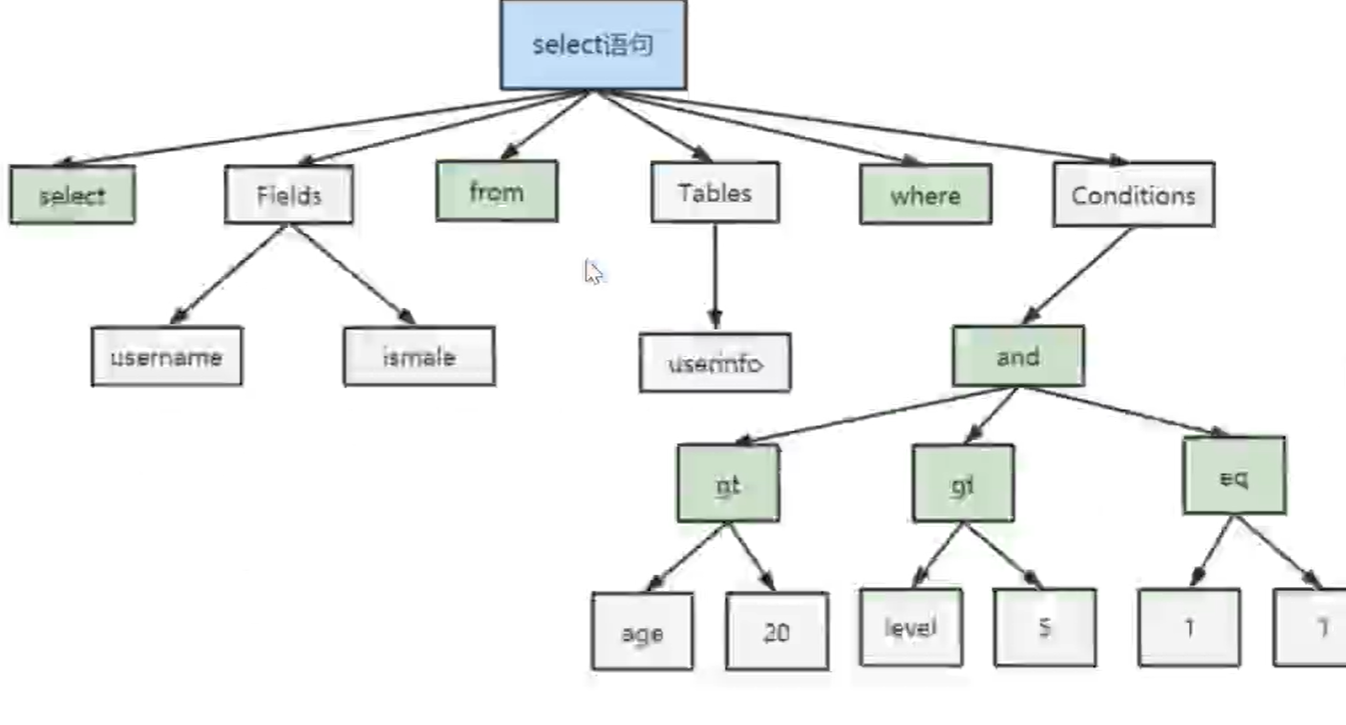 select语句
select
Fields
from
Tables
where
Conditions
username
ismale
userinfo
and
gt
gt
eq
age
20
level
5
1
1